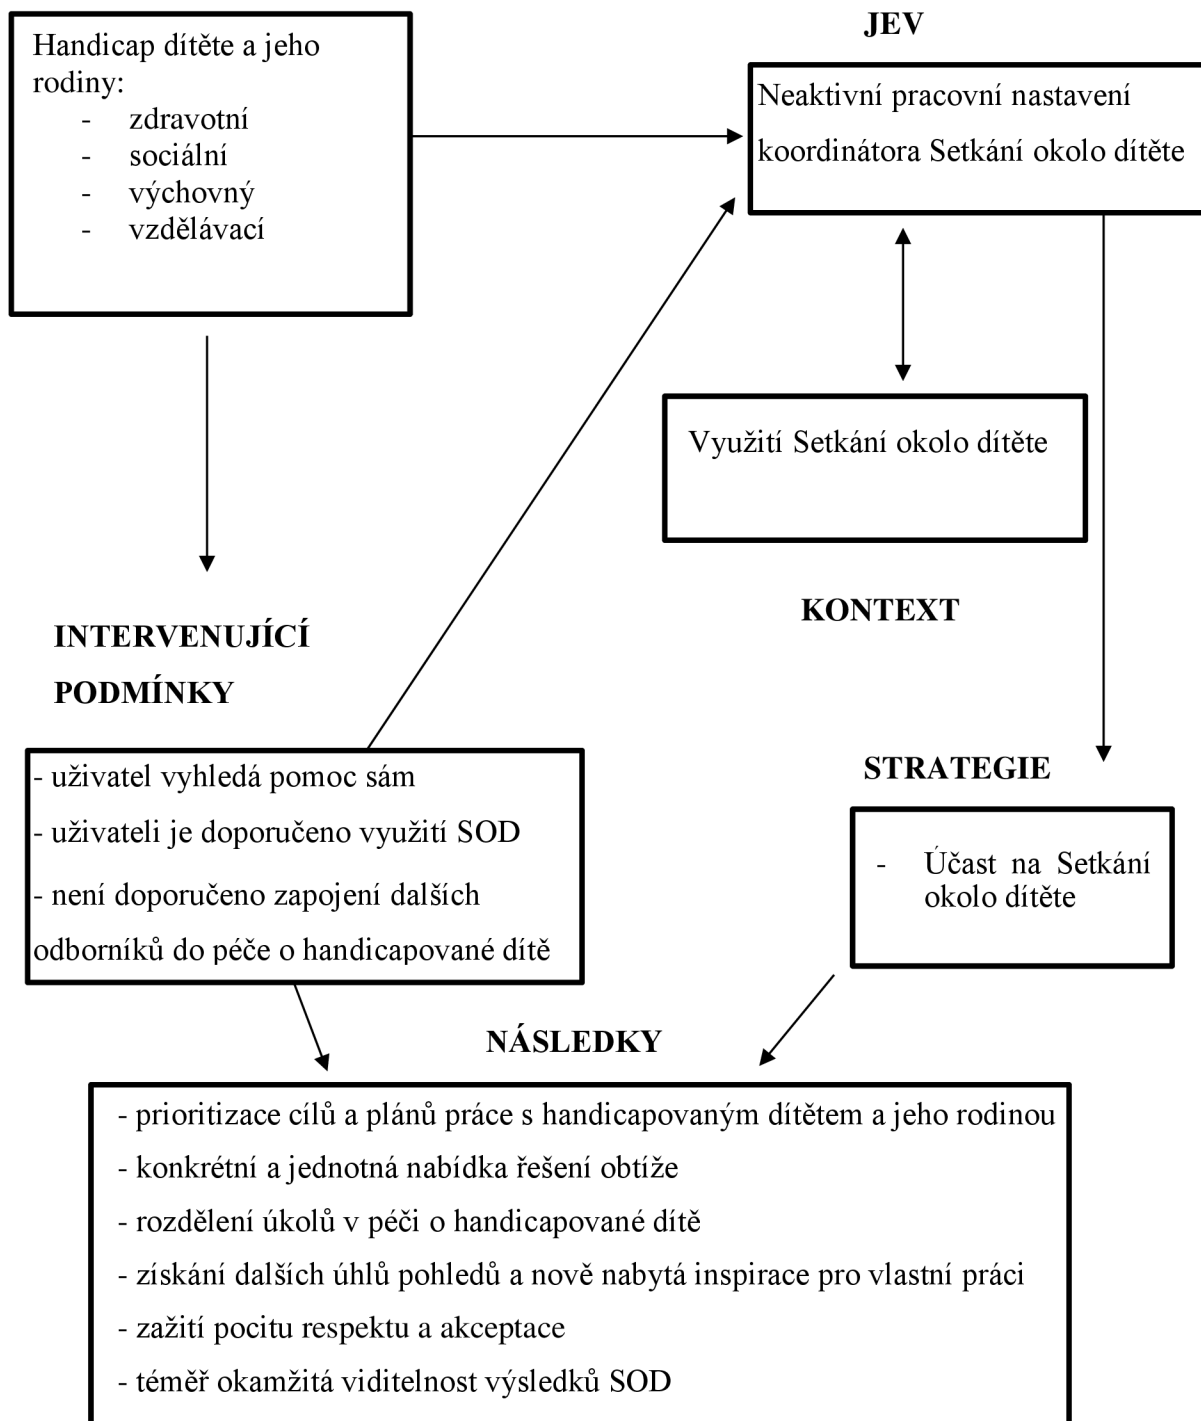 Handicap dítěte a jeho
rodiny:
- zdravotní
- sociální
- výchovný
- vzdělávací
JEV
Neaktivní pracovní nastavení
koordinátora Setkání okolo dítěte
Využití Setkání okolo dítěte
KONTEXT
INTERVENUJÍCÍ
PODMÍNKY
- uživatel vyhledá pomoc sám
- uživateli je doporučeno využití SOD
- není doporučeno zapojení dalších
odborníků do péče o handicapované dítě
STRATEGIE
- Účast na Setkání
okolo dítěte
NÁSLEDKY
- prioritizace cílů a plánů práce s handicapovaným dítětem a jeho rodinou
- konkrétní a jednotná nabídka řešení obtíže
- rozdělení úkolů v péči o handicapované dítě
- získání dalších úhlů pohledů a nově nabytá inspirace pro vlastní práci
- zažití pocitu respektu a akceptace
- téměř okamžitá viditelnost výsledků SOD